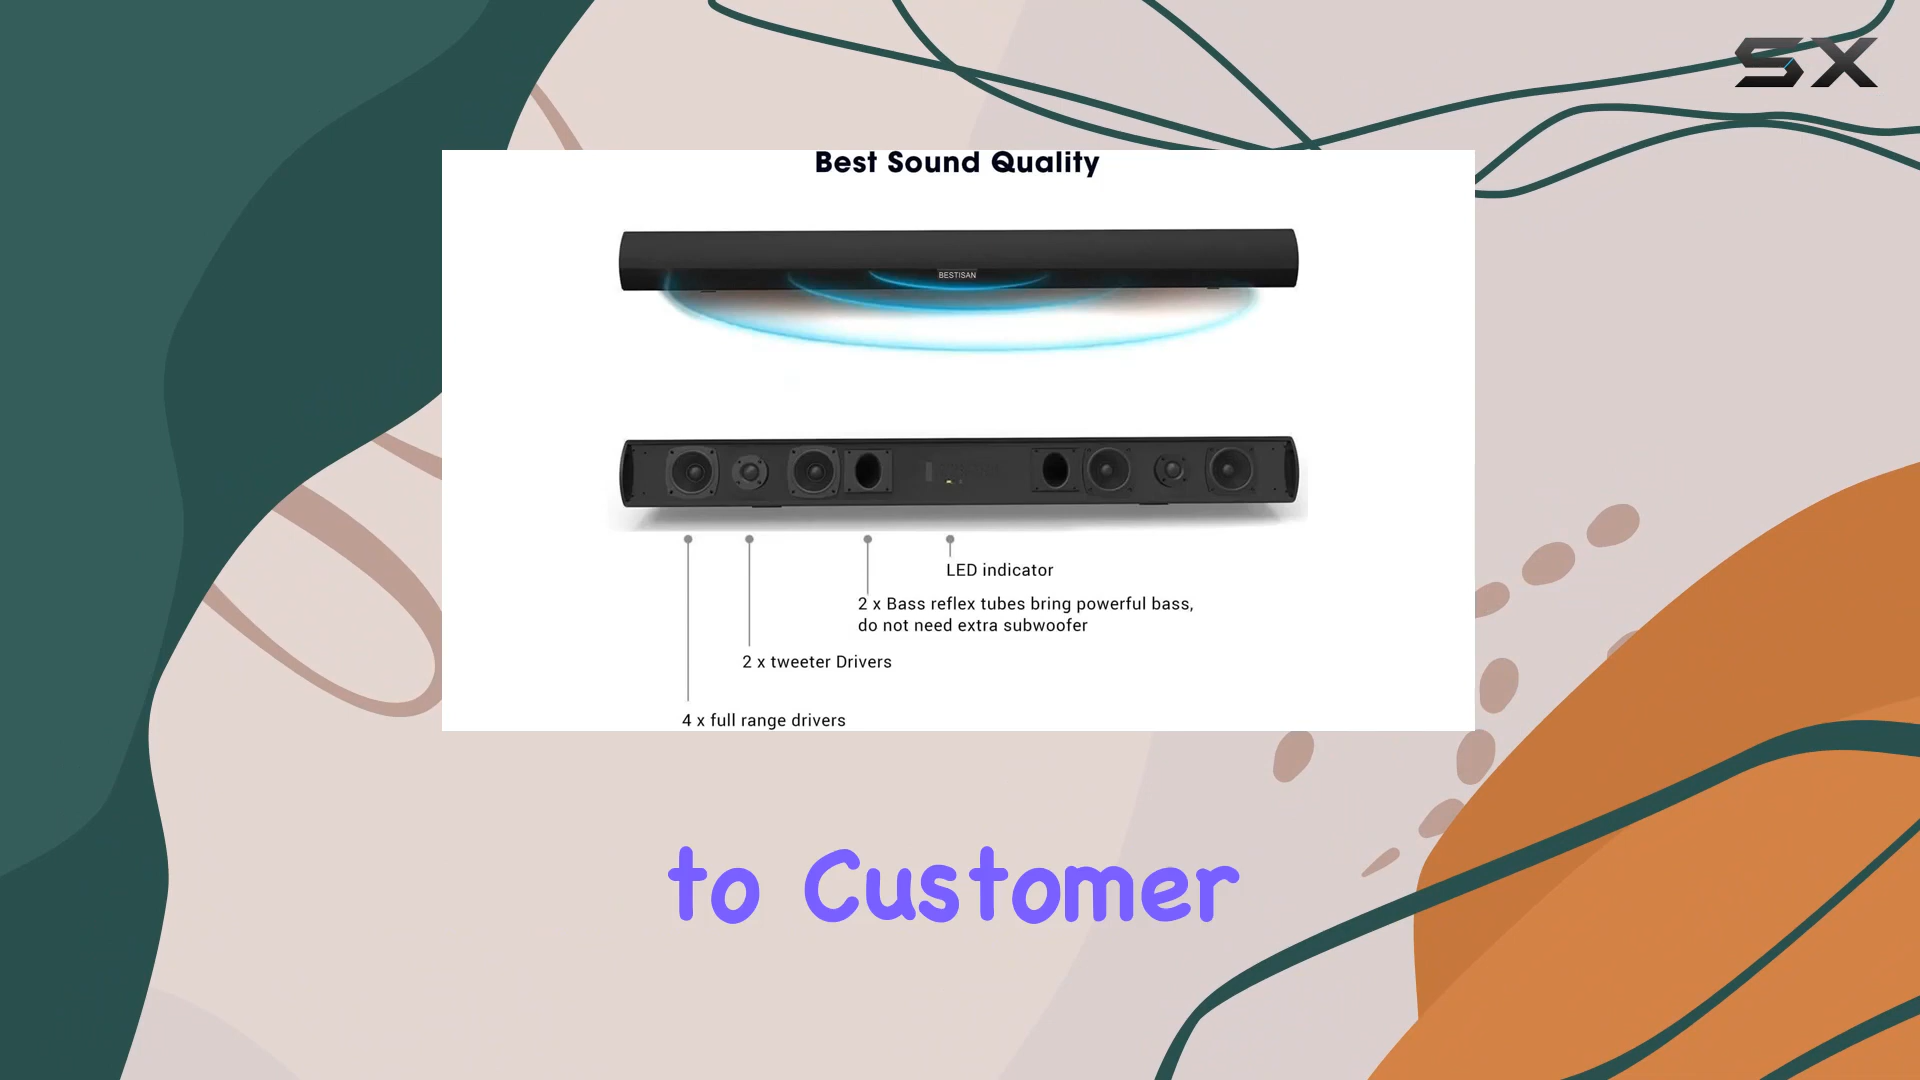 SX
Best Sound Quality
BESTISAN
LED indicator
2 x Bass reflex tubes bring powerful bass,
do not need extra subwoofer
2 x tweeter Drivers
4 x full range drivers
to Customer